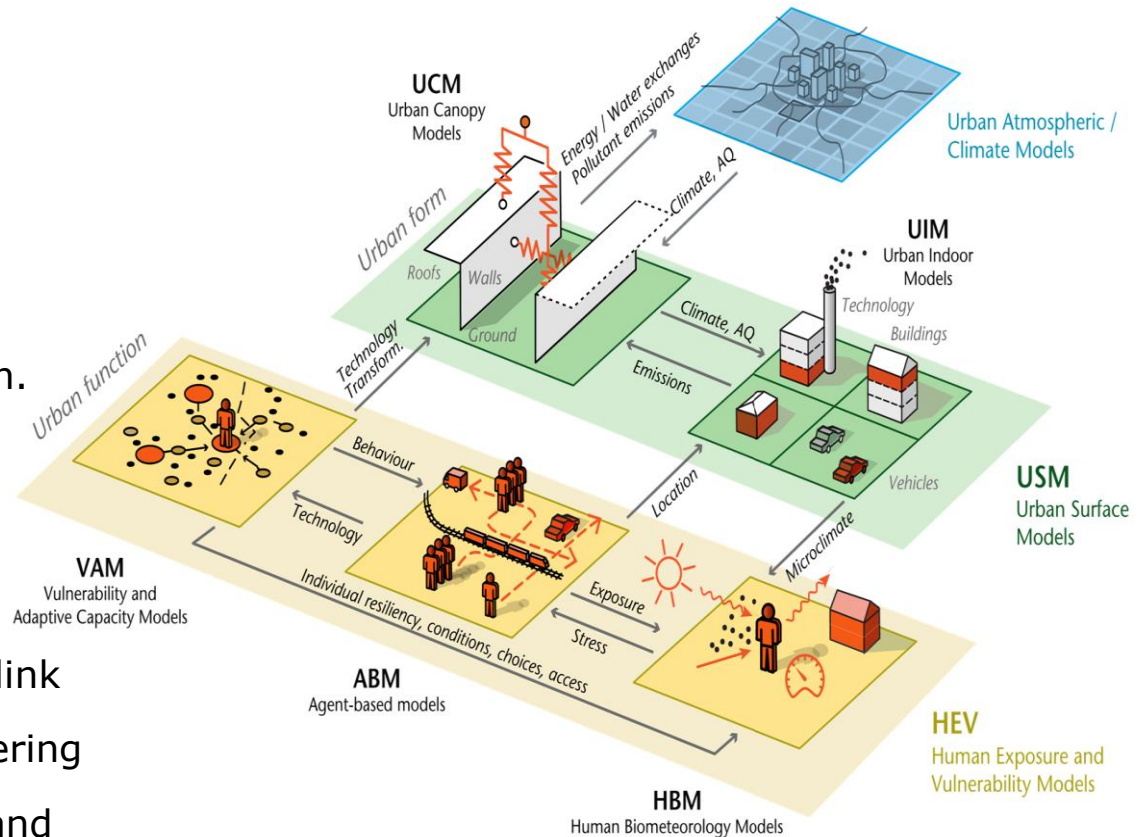 UCM
Urban Canopy
Models
Energy / Water exchanges
Pollutant emissions
Climate, AQ
Urban Atmospheric /
Climate Models
Urban form
Roofs
Walls
Ground
UIM
Urban Indoor
Models
Technology
Buildings
Climate, AQ
Emissions
Vehicles
USM
Urban Surface
Models
Technology
Transform.
Urban function
Behaviour
Technology
Location
Microclimate
VAM
Vulnerability and
Adaptive Capacity Models
Individual resiliency, conditions, choices, access
Exposure
Stress
ABM
Agent-based models
HEV
Human Exposure and
Vulnerability Models
HBM
Human Biometeorology Models
link
and